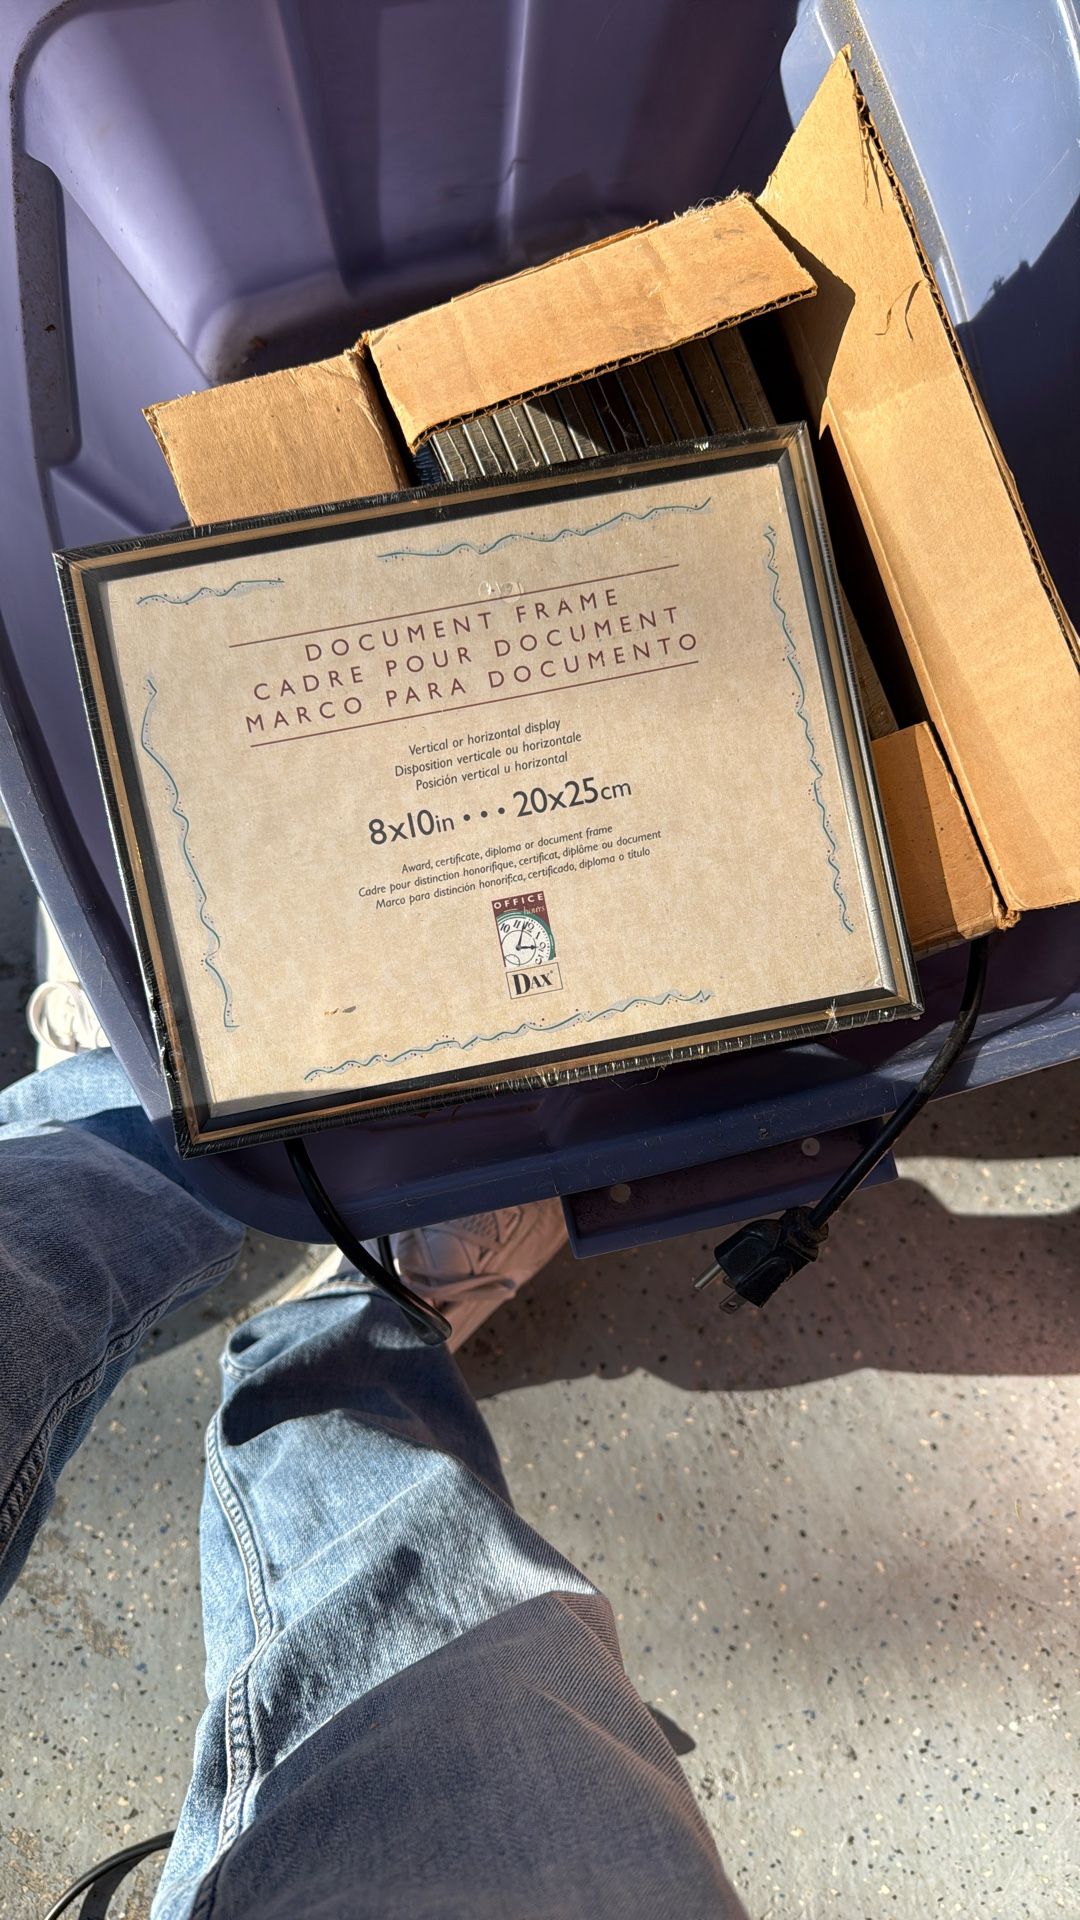 DOCUMENT FRAME
CADRE POUR DOCUMENT
MARCO PARA DOCUMENTO
Vertical or horizontal display
Disposition verticale ou horizontale
Posición vertical u horizontal
8x10in • • • 20x25cm
Award, certificate, diploma or document frame
Cadre pour distinction honorifique, certificat, diplôme ou document
Marco para distinción honorífica, certificado, diploma o título
OFFICE
hours
DAX